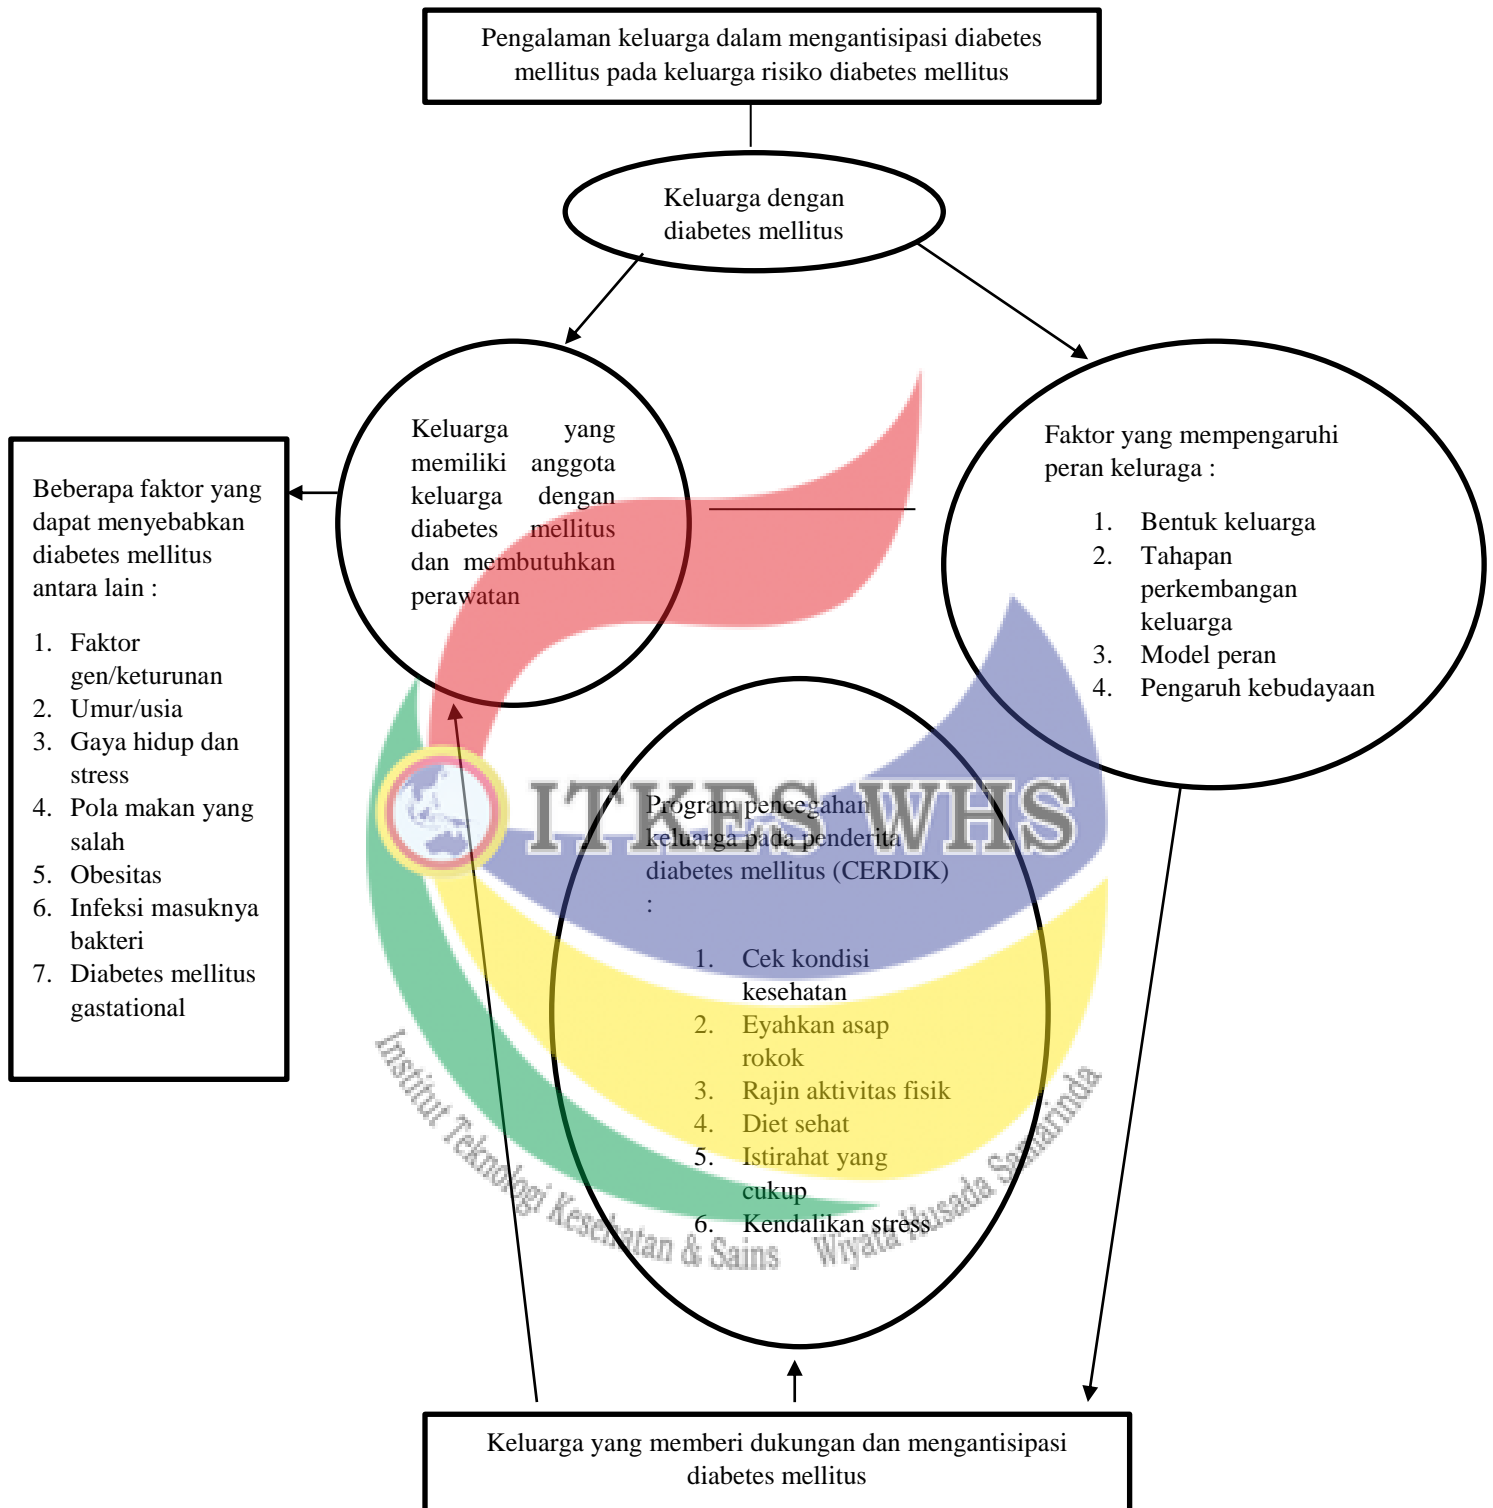 Pengalaman keluarga dalam mengantisipasi diabetes
mellitus pada keluarga risiko diabetes mellitus
Keluarga dengan
diabetes mellitus
Keluarga yang
memiliki anggota
keluarga dengan
diabetes mellitus
dan membutuhkan
perawatan
Faktor yang mempengaruhi
peran keluraga :
1. Bentuk keluarga
2. Tahapan
perkembangan
keluarga
3. Model peran
4. Pengaruh kebudayaan
Beberapa faktor yang
dapat menyebabkan
diabetes mellitus
antara lain :
1. Faktor
gen/keturunan
2. Umur/usia
3. Gaya hidup dan
stress
4. Pola makan yang
salah
5. Obesitas
6. Infeksi masuknya
bakteri
7. Diabetes mellitus
gastational
ITKES WHS
Program pencegahan
keluarga pada penderita
diabetes mellitus (CERDIK)
:
1. Cek kondisi
kesehatan
2. Eyahkan asap
rokok
3. Rajin aktivitas fisik
4. Diet sehat
5. Istirahat yang
cukup
6. Kendalikan stress
Institut Teknologi Kesehatan & Sains Wiyata Husada Samarinda
Keluarga yang memberi dukungan dan mengantisipasi
diabetes mellitus